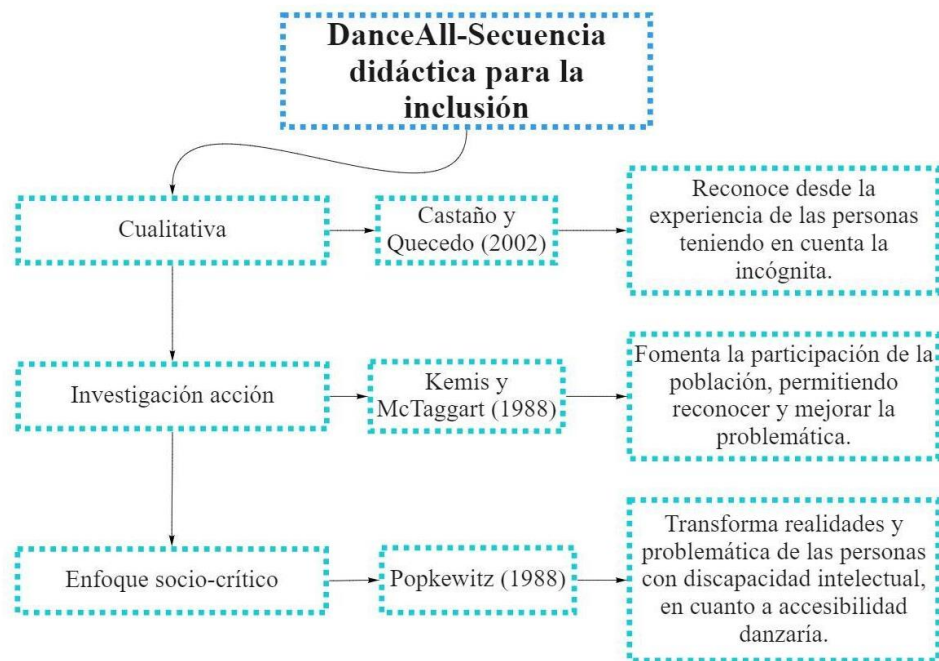 DanceAll-Secuencia
didáctica para la
inclusión
Cualitativa
Castaño y
Quecedo (2002)
Reconoce desde la
experiencia de las personas
teniendo en cuenta la
incógnita.
Investigación acción
Kemis y
McTaggart (1988)
Fomenta la participación de la
población, permitiendo
reconocer y mejorar la
problemática.
Enfoque socio-crítico
Popkewitz (1988)
Transforma realidades y
problemática de las personas
con discapacidad intelectual,
en cuanto a accesibilidad
danzaría.